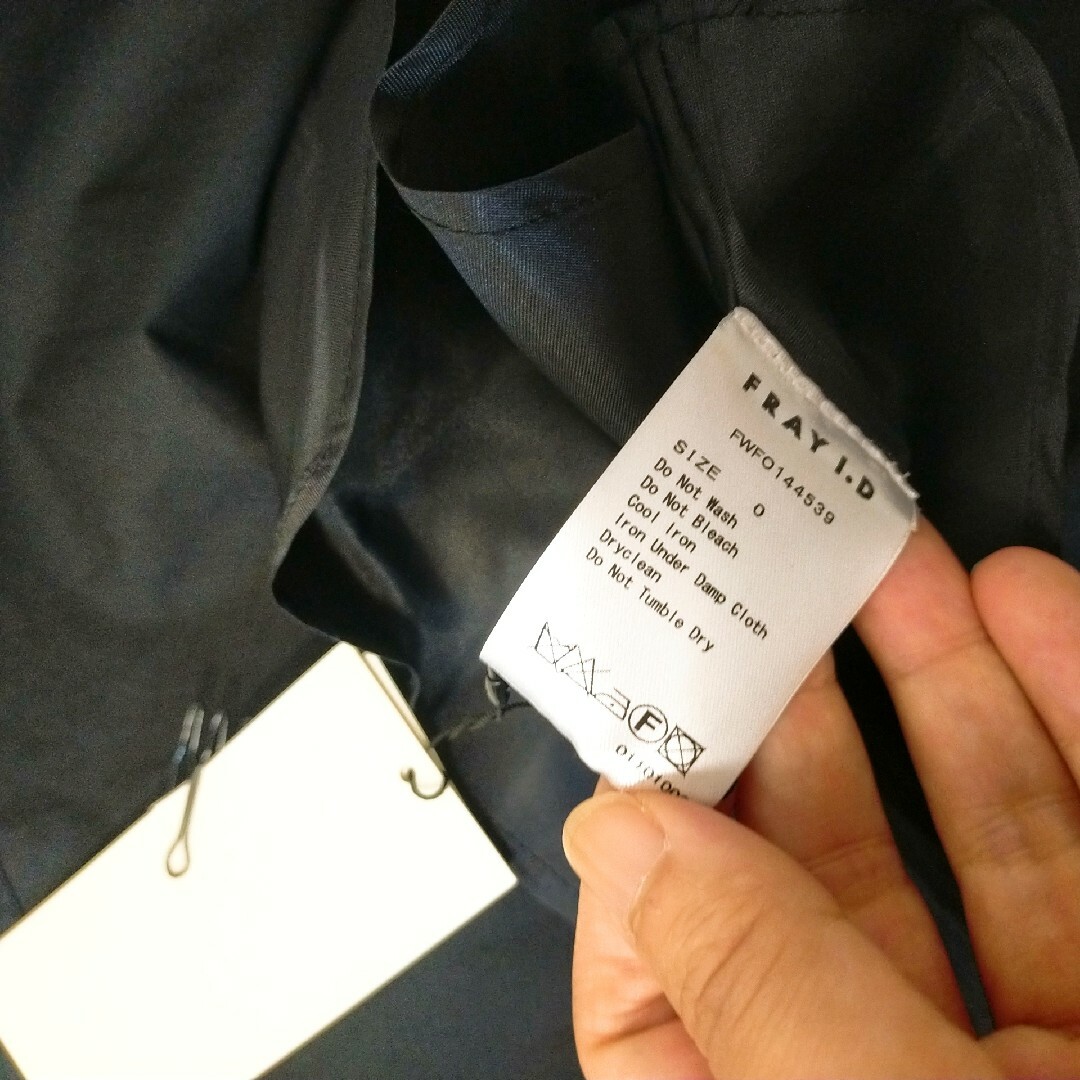 FRAY I.D
FWFO144539
SIZE 0
Do Not Wash
Do Not Bleach
Cool Iron
Iron Under Damp Cloth
Dryclean
Do Not Tumble Dry
F